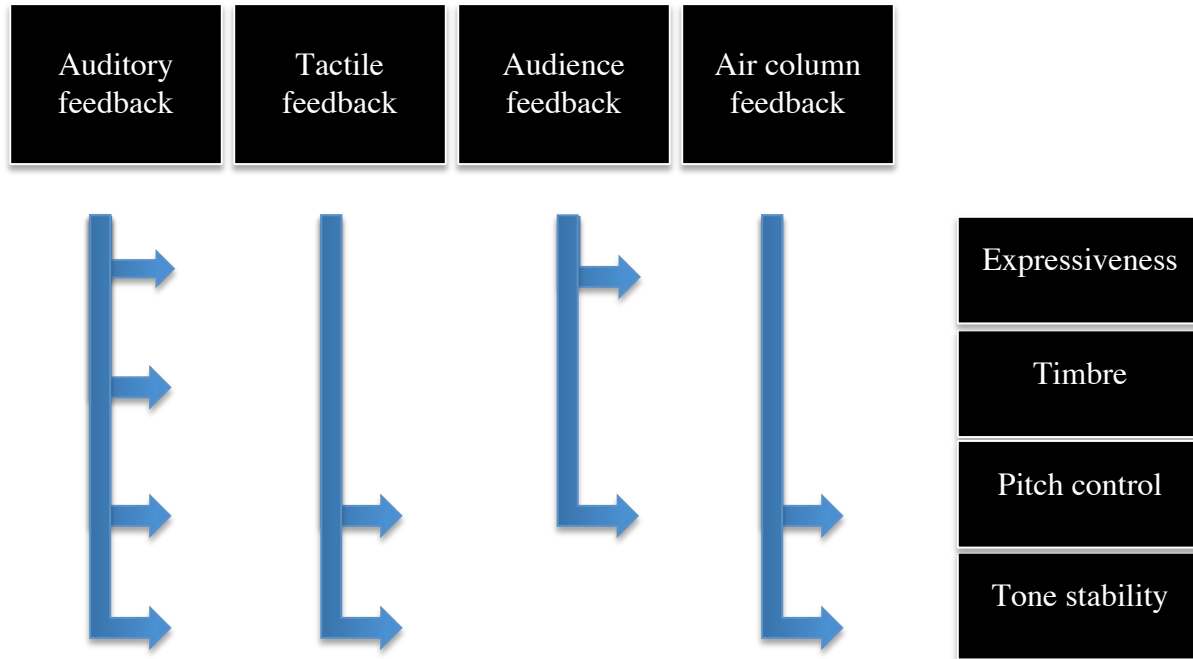 Auditory
feedback
Tactile
feedback
Audience
feedback
Air column
feedback
Expressiveness
Timbre
Pitch control
Tone stability